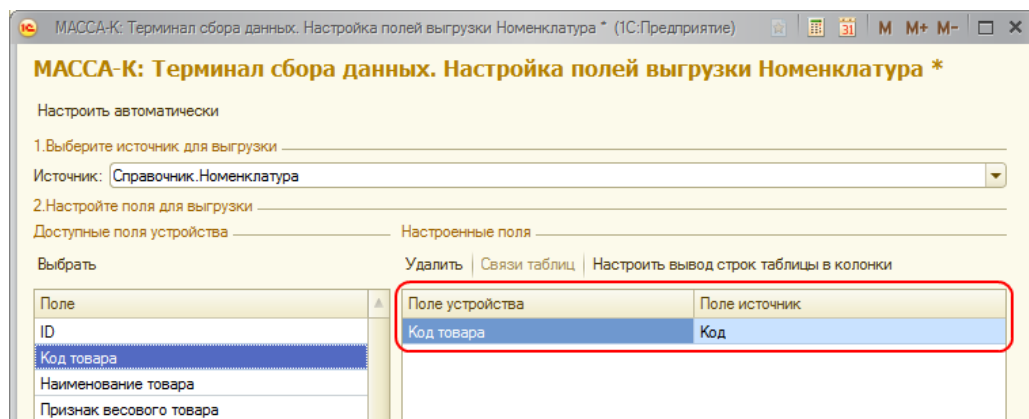 1С МАССА-К: Терминал сбора данных. Настройка полей выгрузки Номенклатура * (1С:Предприятие) 31 M M+ M-
МАССА-К: Терминал сбора данных. Настройка полей выгрузки Номенклатура *
Настроить автоматически
1.Выберите источник для выгрузки
Источник: Справочник.Номенклатура
2.Настройте поля для выгрузки
Доступные поля устройства Настроенные поля
Выбрать Удалить Связи таблиц Настроить вывод строк таблицы в колонки
Поле Поле устройства Поле источник
ID Код товара Код
Код товара
Наименование товара
Признак весового товара